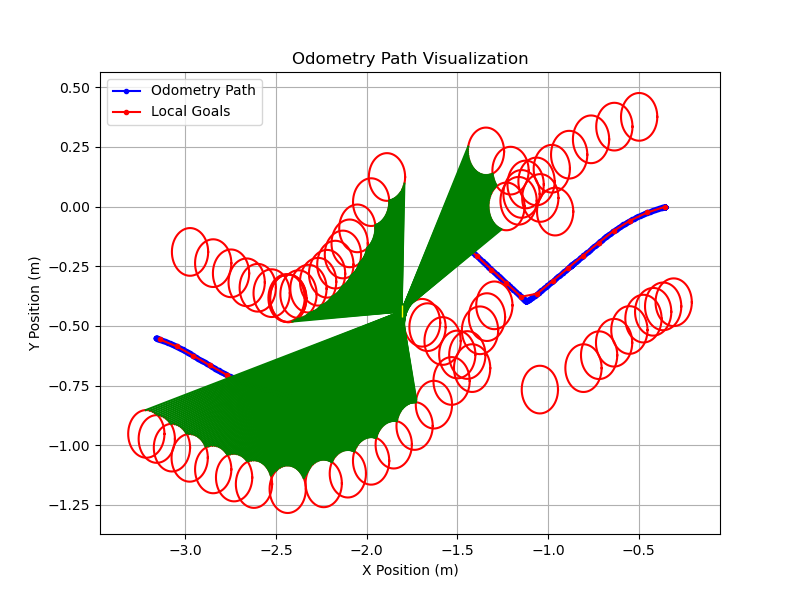 Odometry Path Visualization
Odometry Path
Local Goals
0.50
0.25
0.00
−0.25
−0.50
−0.75
−1.00
−1.25
Y Position (m)
−3.0
−2.5
−2.0
−1.5
−1.0
−0.5
X Position (m)